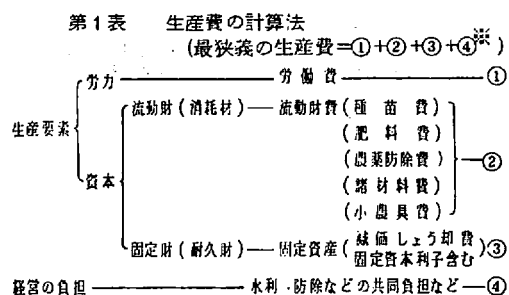 第1表 生産費の計算法
(最狭義の生産費=①+②+③+④※)
労力 労働費 ①
流動財(消耗材) 流動財費(種苗費)
生産要素 (肥料費)
(農薬防除費) ②
資本 (諸材料費)
(小農具費)
固定財(耐久財) 固定資産(減価しょう却費 固定資本利子含む)③
経営の負担 水利・防除などの共同負担など ④